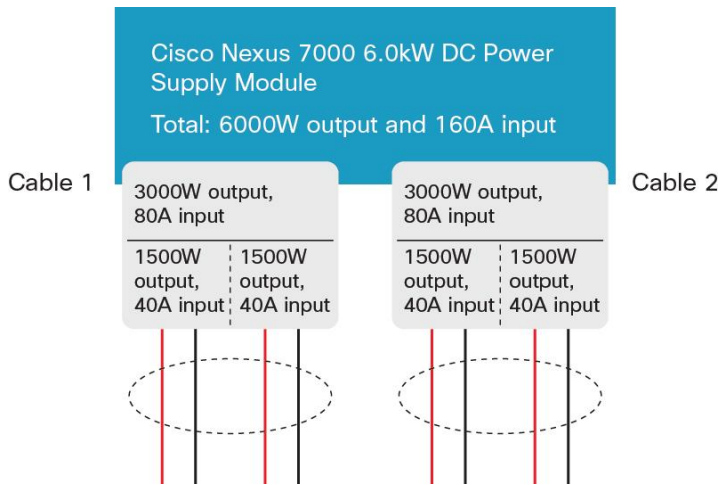 Cisco Nexus 7000 6.0kW DC Power
Supply Module
Total: 6000W output and 160A input
Cable 1
3000W output,
80A input
1500W
output,
40A input
1500W
output,
40A input
3000W output,
80A input
1500W
output,
40A input
1500W
output,
40A input
Cable 2